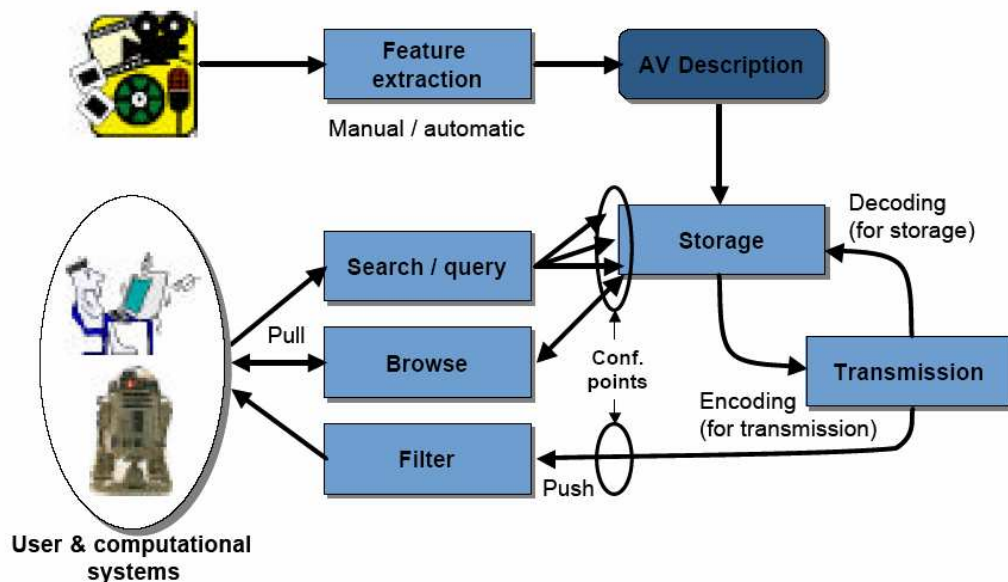 Feature
extraction
AV Description
Manual / automatic
Decoding
(for storage)
Storage
Search / query
Pull
Browse
Conf.
points
Transmission
Encoding
(for transmission)
Filter
Push
User & computational
systems